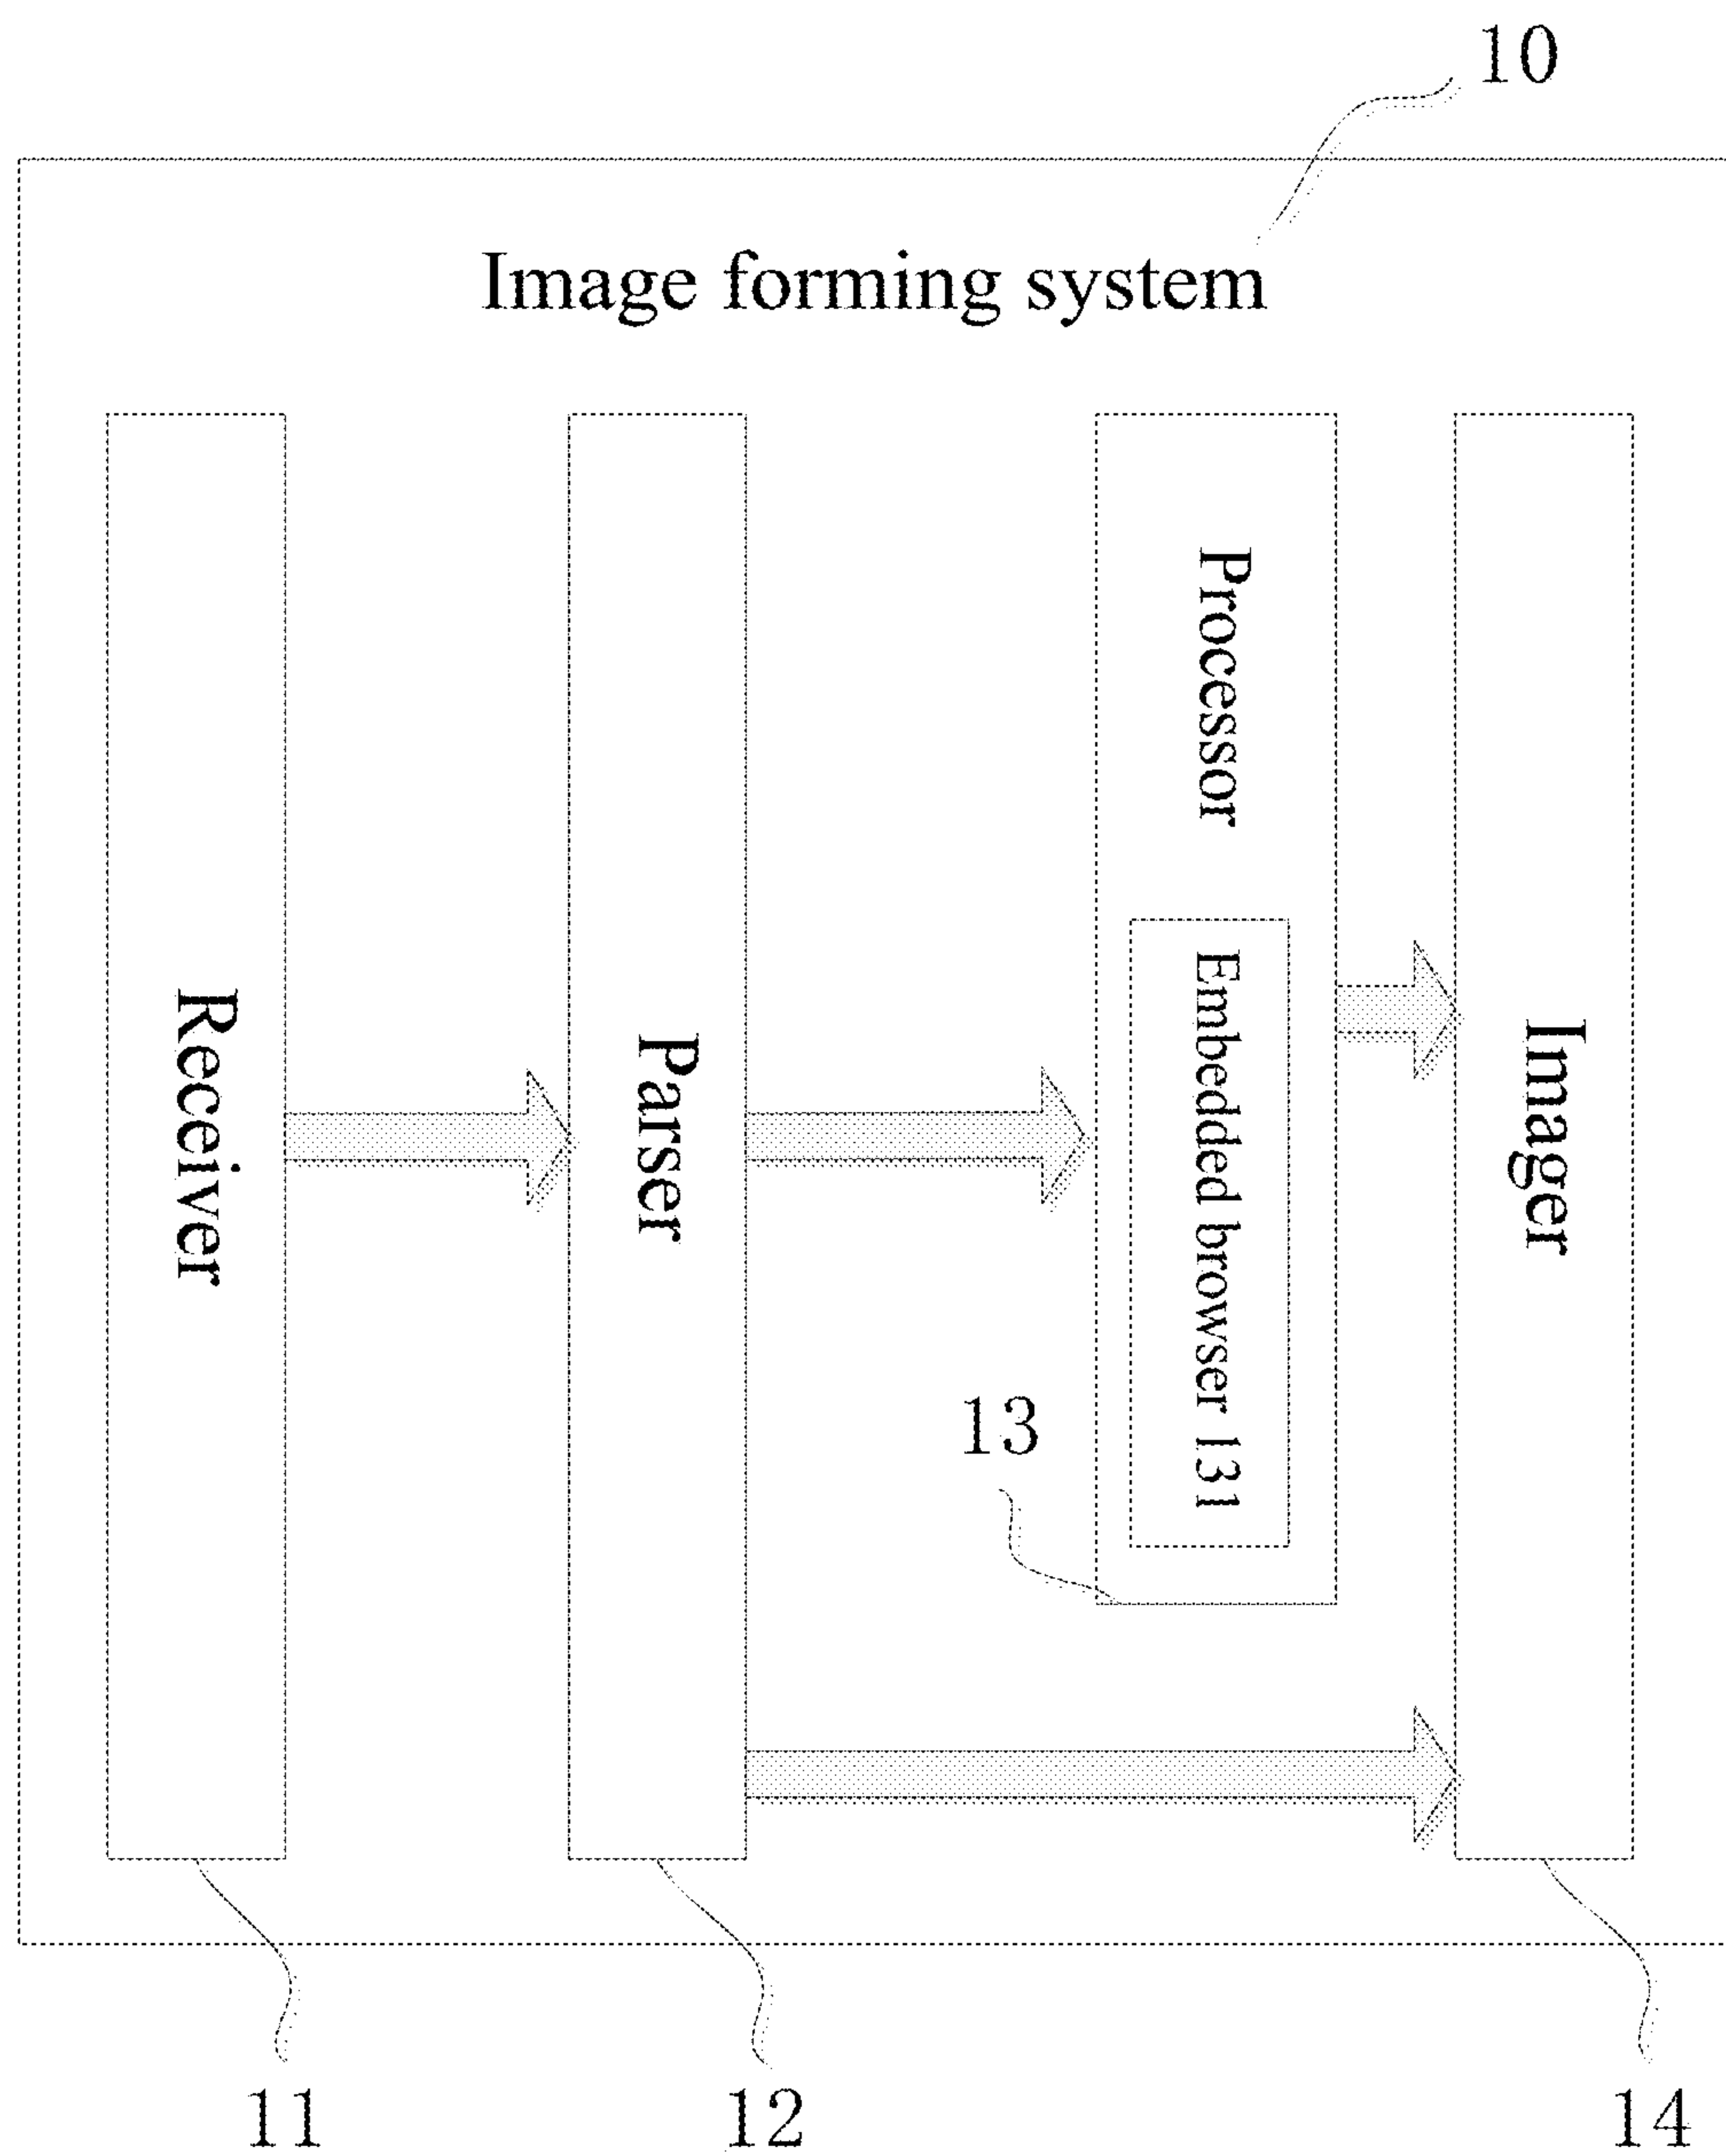 10
Image forming system
Receiver
Parser
Processor
Embedded browser 131
Imager
13
11
12
14